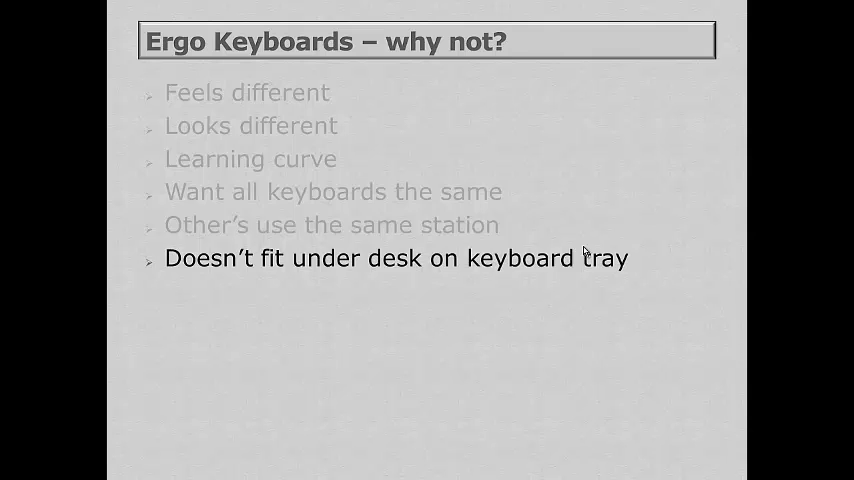 Ergo Keyboards – why not?
Feels different
Looks different
Learning curve
Want all keyboards the same
Other's use the same station
Doesn't fit under desk on keyboard tray